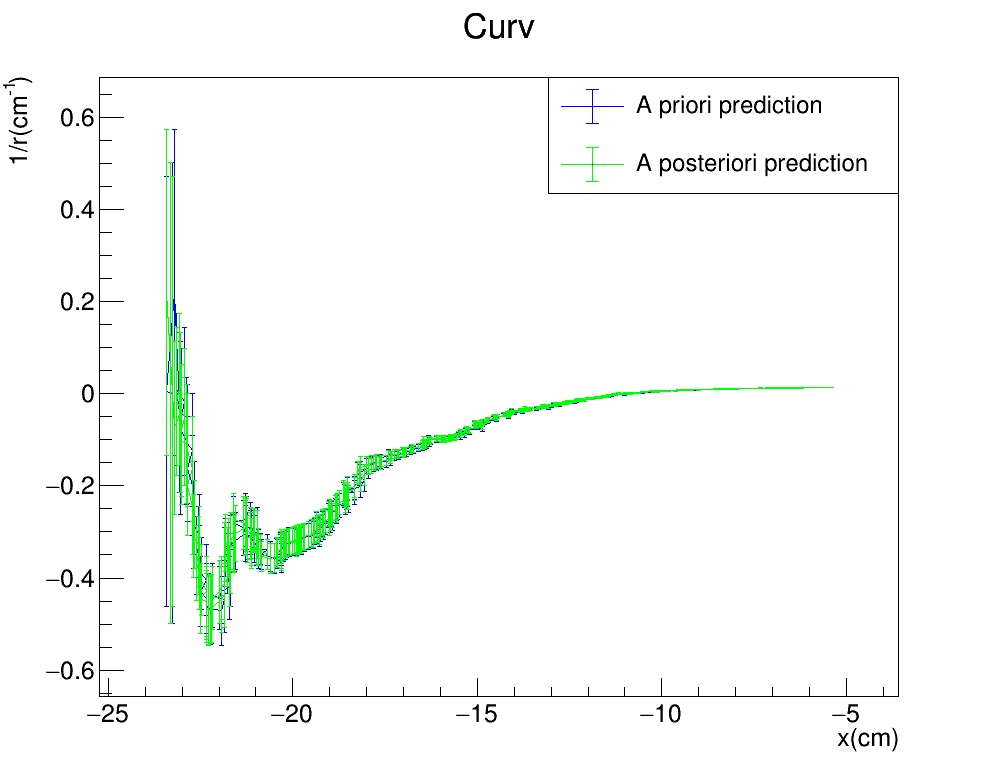 Curv
1/r(cm⁻¹)
A priori prediction
A posteriori prediction
0.6
0.4
0.2
0
−0.2
−0.4
−0.6
−25 −20 −15 −10 −5
x(cm)